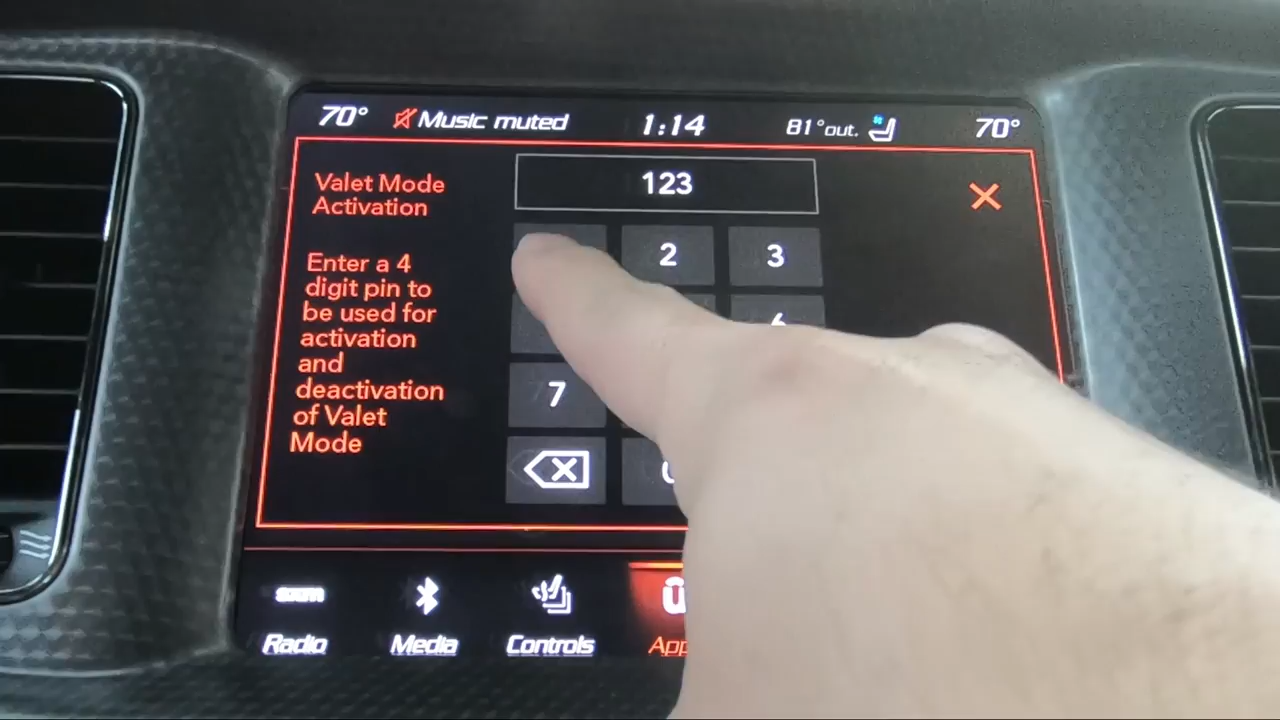 70° Music muted 1:14 81°out. 70°
Valet Mode
Activation
123
Enter a 4
digit pin to
be used for
activation
and
deactivation
of Valet
Mode
2 3
6
7
Radio Media Controls